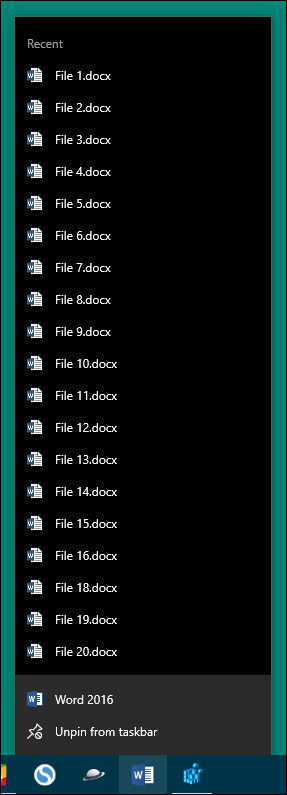 Recent
File 1.docx
File 2.docx
File 3.docx
File 4.docx
File 5.docx
File 6.docx
File 7.docx
File 8.docx
File 9.docx
File 10.docx
File 11.docx
File 12.docx
File 13.docx
File 14.docx
File 15.docx
File 16.docx
File 18.docx
File 19.docx
File 20.docx
Word 2016
Unpin from taskbar